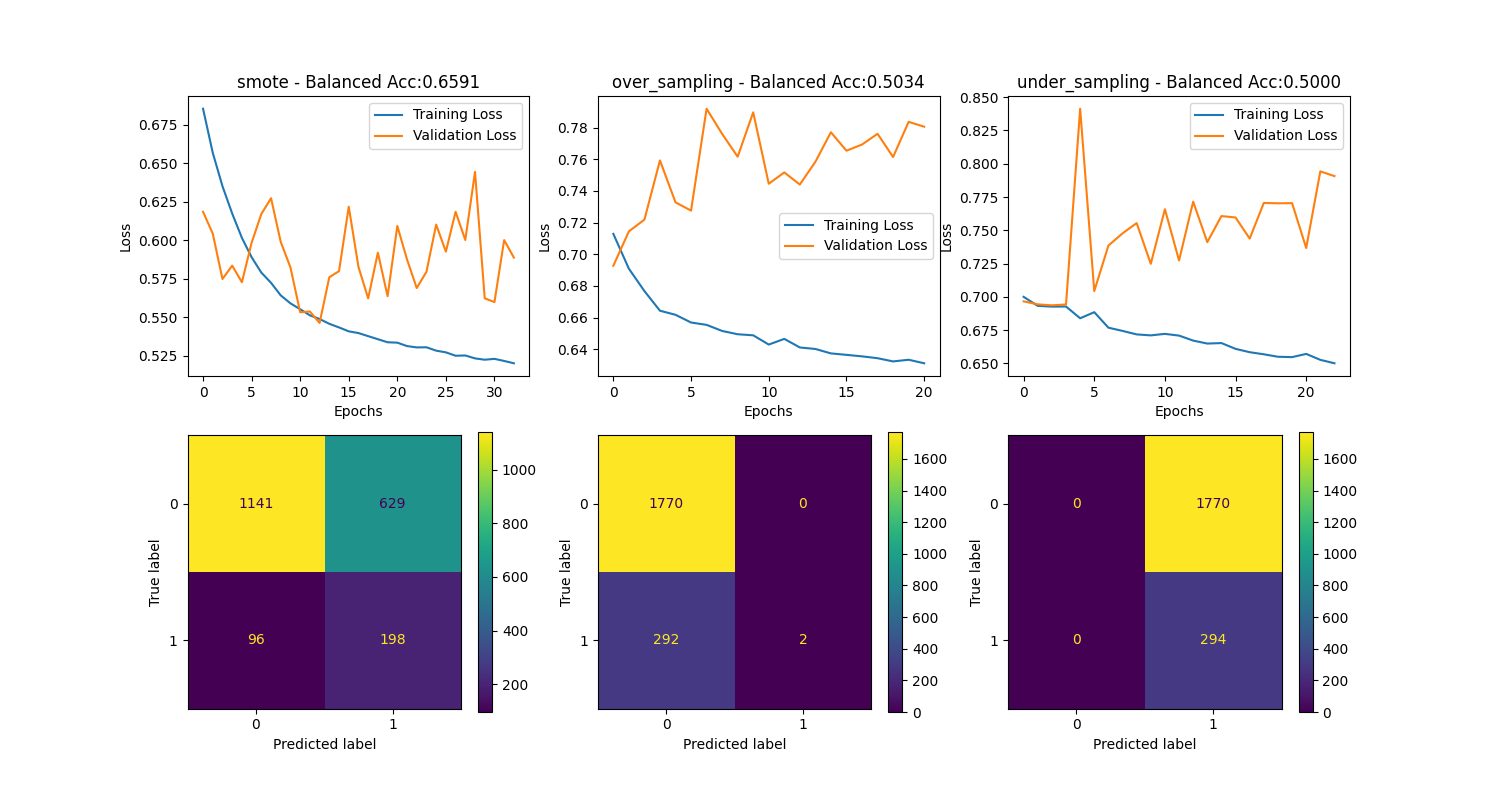 smote - Balanced Acc:0.6591
Training Loss
Validation Loss
0.675
0.650
0.625
0.600
0.575
0.550
0.525
Loss
0 5 10 15 20 25 30
Epochs
over_sampling - Balanced Acc:0.5034
Training Loss
Validation Loss
0.78
0.76
0.74
0.72
0.70
0.68
0.66
0.64
Loss
0 5 10 15 20
Epochs
under_sampling - Balanced Acc:0.5000
Training Loss
Validation Loss
0.850
0.825
0.800
0.775
0.750
0.725
0.700
0.675
0.650
Loss
0 5 10 15 20
Epochs
True label
0 1141 629
1 96 198
0 1
Predicted label
1000
800
600
400
200
True label
0 1770 0
1 292 2
0 1
Predicted label
1600
1400
1200
1000
800
600
400
200
0
True label
0 0 1770
1 0 294
0 1
Predicted label
1600
1400
1200
1000
800
600
400
200
0